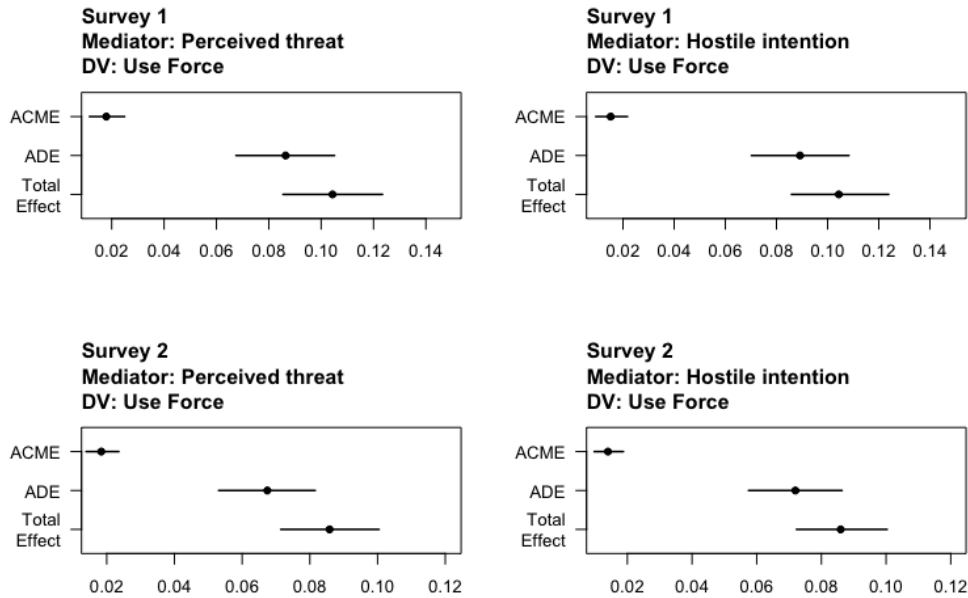 Survey 1
Mediator: Perceived threat
DV: Use Force
ACME
ADE
Total
Effect
0.02 0.04 0.06 0.08 0.10 0.12 0.14
Survey 1
Mediator: Hostile intention
DV: Use Force
ACME
ADE
Total
Effect
0.02 0.04 0.06 0.08 0.10 0.12 0.14
Survey 2
Mediator: Perceived threat
DV: Use Force
ACME
ADE
Total
Effect
0.02 0.04 0.06 0.08 0.10 0.12
Survey 2
Mediator: Hostile intention
DV: Use Force
ACME
ADE
Total
Effect
0.02 0.04 0.06 0.08 0.10 0.12